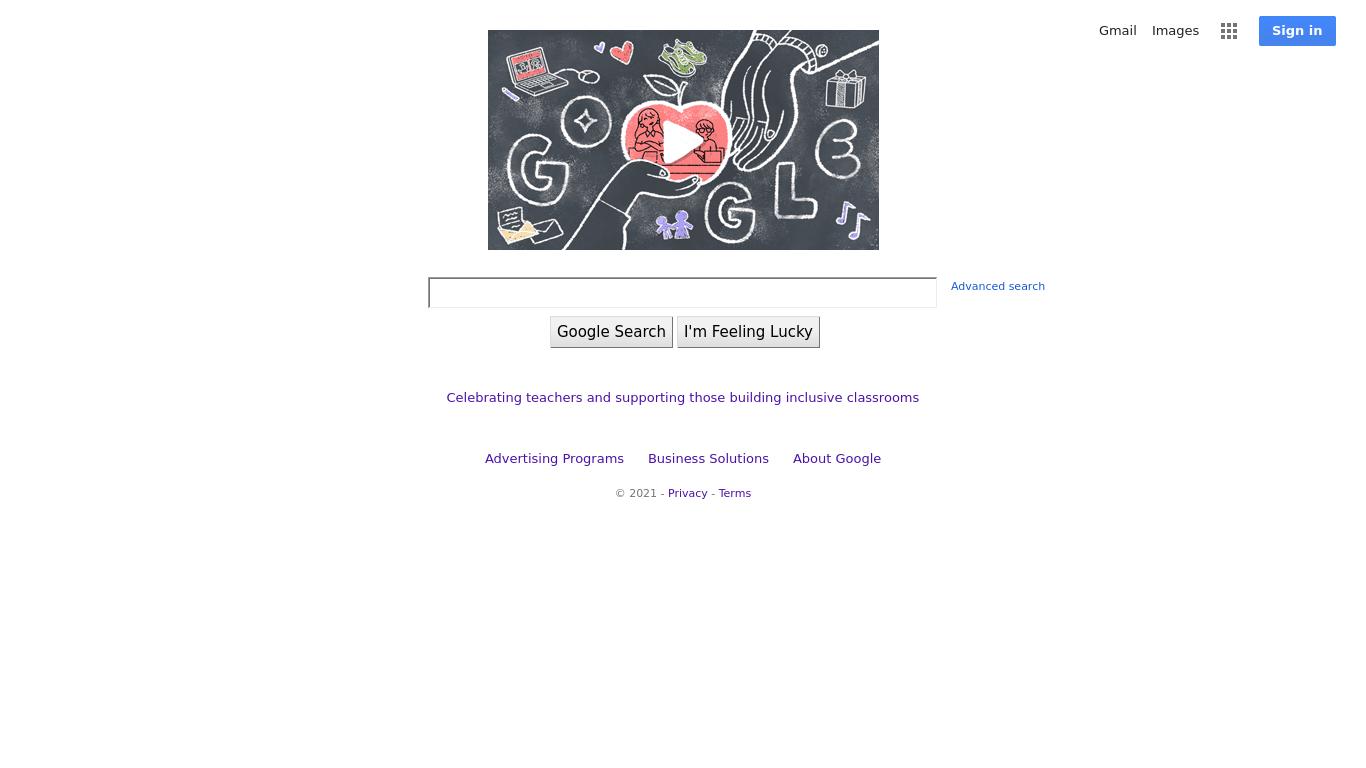 Gmail Images Sign in
GOOGLE
Advanced search
Google Search I'm Feeling Lucky
Celebrating teachers and supporting those building inclusive classrooms
Advertising Programs Business Solutions About Google
© 2021 - Privacy - Terms